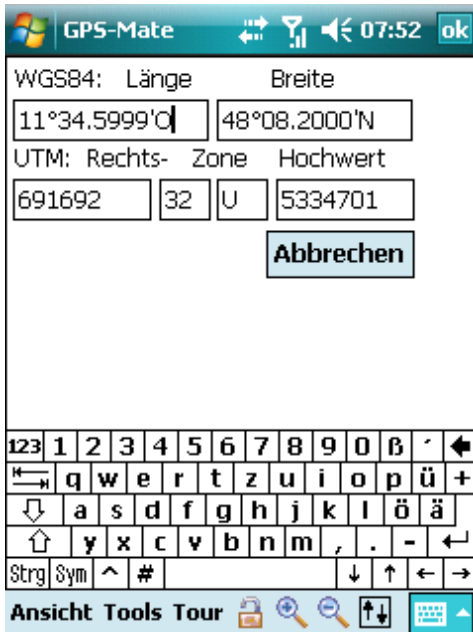 GPS-Mate 07:52 ok
WGS84: Länge Breite
11°34.5999'O 48°08.2000'N
UTM: Rechts- Zone Hochwert
691692 32 U 5334701
Abbrechen
123 1 2 3 4 5 6 7 8 9 0 ß ´
q w e r t z u i o p ü +
a s d f g h j k l ö ä
y x c v b n m , . -
Strg Sym ^ #
Ansicht Tools Tour